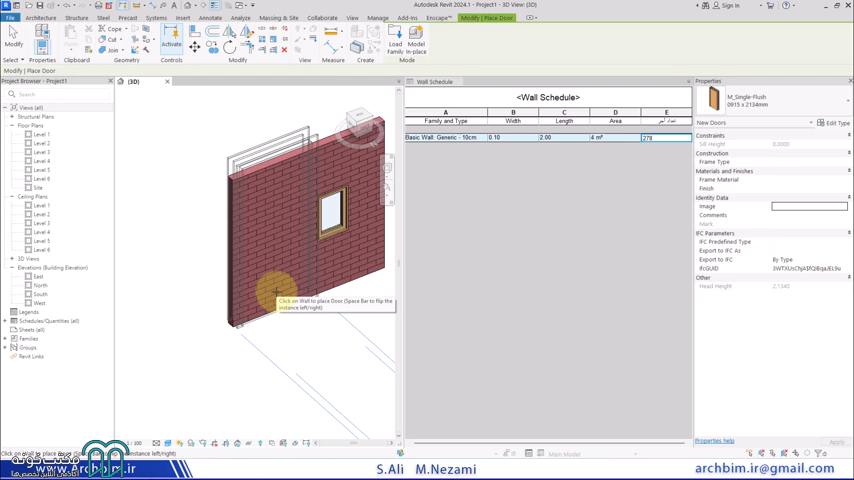 Autodesk Revit 2024.1 - Project1 - 3D View: {3D}
Sign In
File Architecture Structure Steel Precast Systems Insert Annotate Analyze Massing & Site Collaborate View Manage Add-Ins Enscape™ Modify | Place Door
Modify
Cope
Cut
Join
Activate
Load Family
Model In-place
Select Properties Clipboard Geometry Controls Modify View Measure Create Mode
Modify | Place Door
Project Browser - Project1
Search
Views (all)
Structural Plans
Floor Plans
Level 1
Level 2
Level 3
Level 4
Level 5
Level 6
Site
Ceiling Plans
Level 1
Level 2
Level 3
Level 4
Level 5
Level 6
3D Views
Elevations (Building Elevation)
East
North
South
West
Legends
Schedules/Quantities (all)
Sheets (all)
Families
Groups
Revit Links
{3D}
Click on Wall to place Door (Space Bar to flip the instance left/right)
1 : 100
Wall Schedule
<Wall Schedule>
A B C D E
Family and Type Width Length Area تعداد آجر
Basic Wall: Generic - 10cm 0.10 2.00 4 m² 278
Properties
M_Single-Flush
0915 x 2134mm
New Doors Edit Type
Constraints
Sill Height 0.0000
Construction
Frame Type
Materials and Finishes
Frame Material
Finish
Identity Data
Image
Comments
Mark
IFC Parameters
IFC Predefined Type
Export to IFC As
Export to IFC By Type
IfcGUID
Other
Head Height 2.1340
Properties help
Apply
Main Model
www.Archbim.ir
S.Ali M.Nezami
archbim.ir@gmail.com